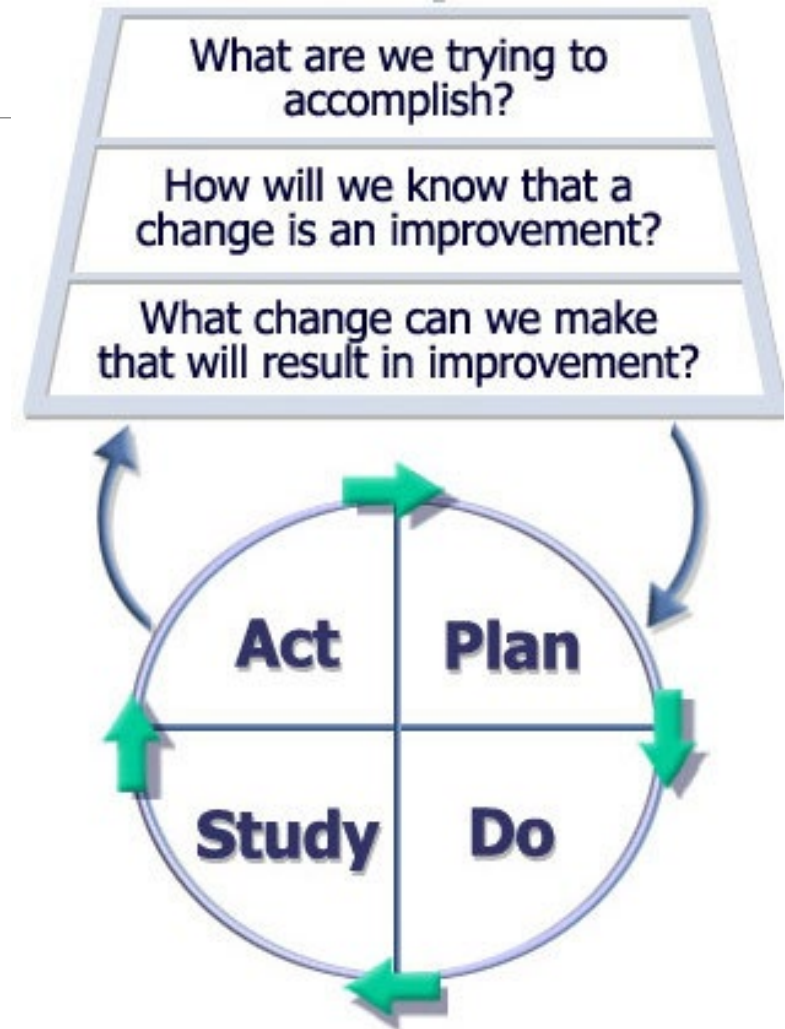 What are we trying to
accomplish?
How will we know that a
change is an improvement?
What change can we make
that will result in improvement?
Act
Plan
Study
Do